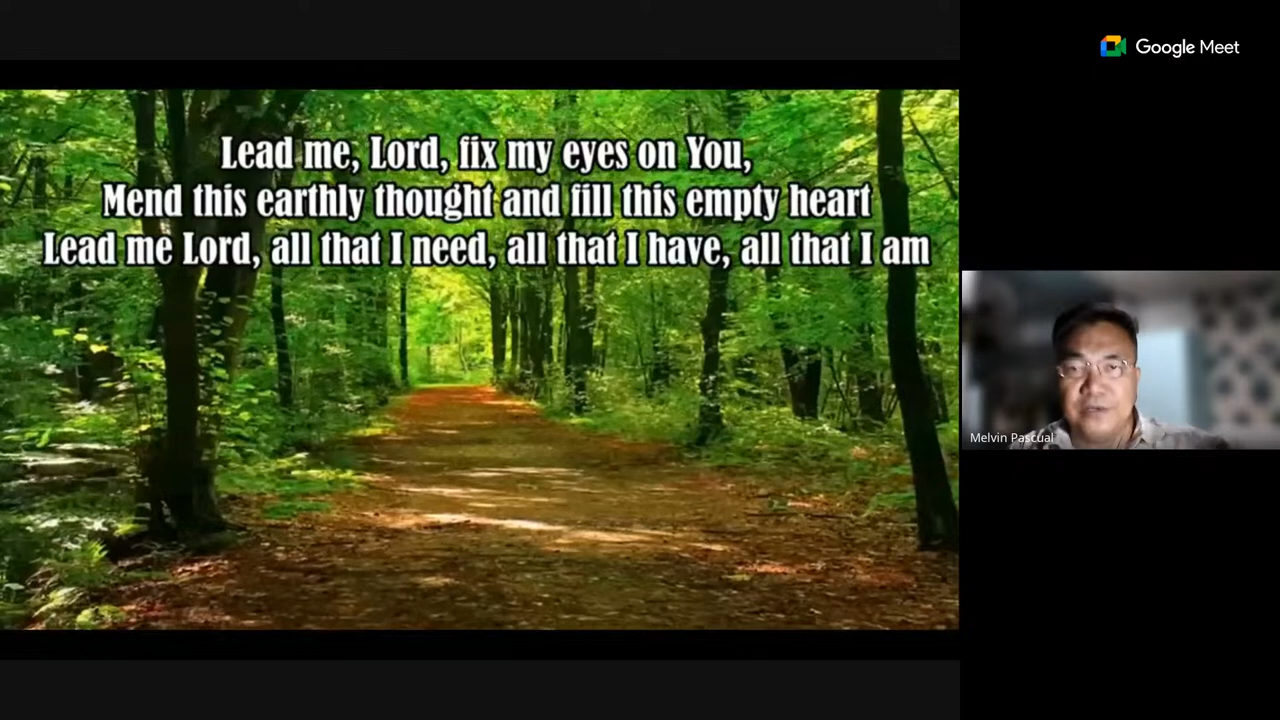 Lead me, Lord, fix my eyes on You,
Mend this earthly thought and fill this empty heart
Lead me Lord, all that I need, all that I have, all that I am
Google Meet
Melvin Pascual